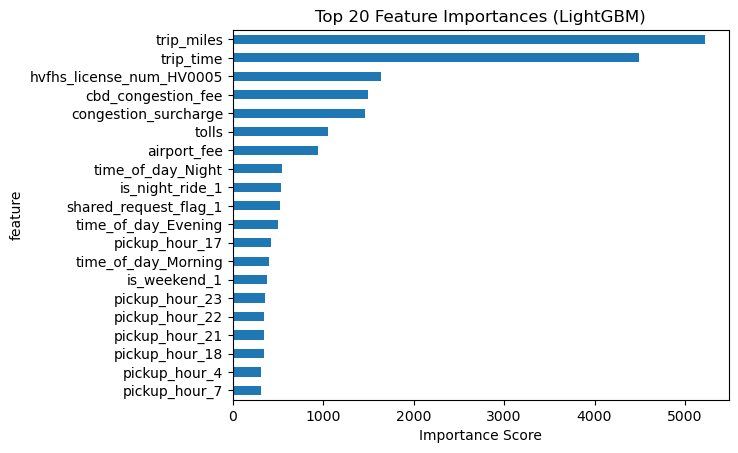 Top 20 Feature Importances (LightGBM)
feature
trip_miles
trip_time
hvfhs_license_num_HV0005
cbd_congestion_fee
congestion_surcharge
tolls
airport_fee
time_of_day_Night
is_night_ride_1
shared_request_flag_1
time_of_day_Evening
pickup_hour_17
time_of_day_Morning
is_weekend_1
pickup_hour_23
pickup_hour_22
pickup_hour_21
pickup_hour_18
pickup_hour_4
pickup_hour_7
0 1000 2000 3000 4000 5000
Importance Score